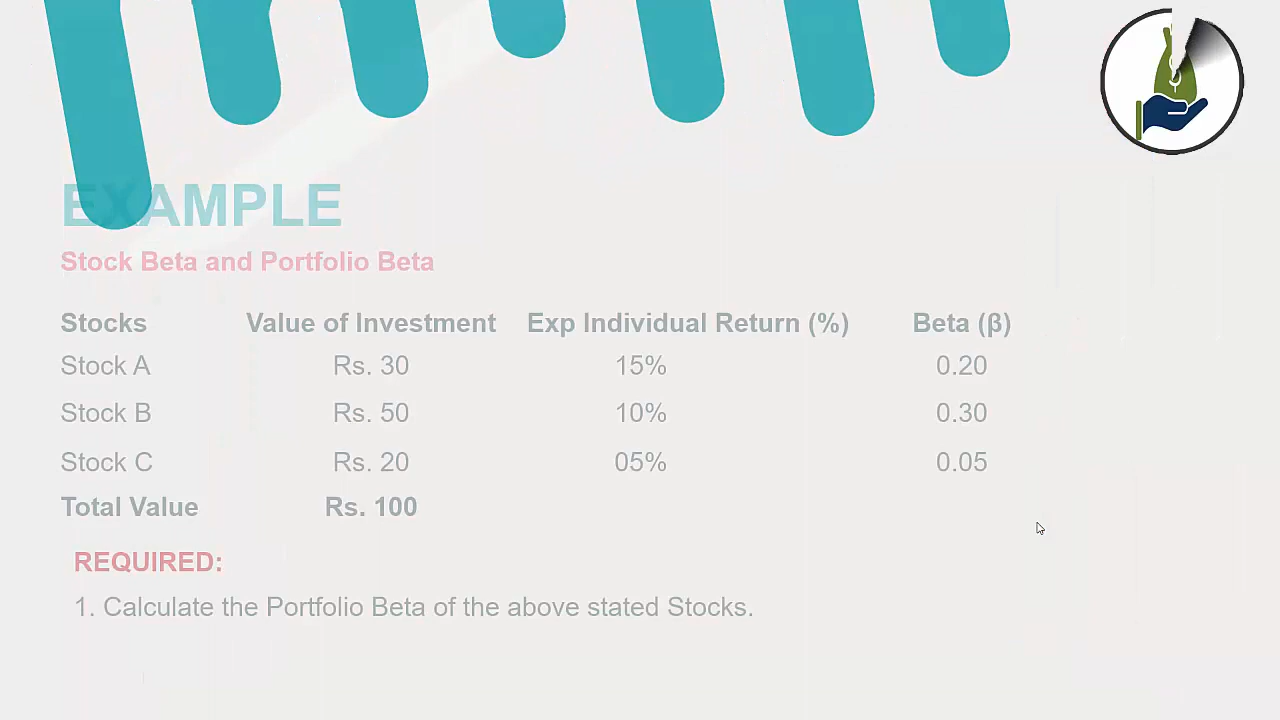 EXAMPLE
Stock Beta and Portfolio Beta
Stocks Value of Investment Exp Individual Return (%) Beta (β)
Stock A Rs. 30 15% 0.20
Stock B Rs. 50 10% 0.30
Stock C Rs. 20 05% 0.05
Total Value Rs. 100
REQUIRED:
1. Calculate the Portfolio Beta of the above stated Stocks.